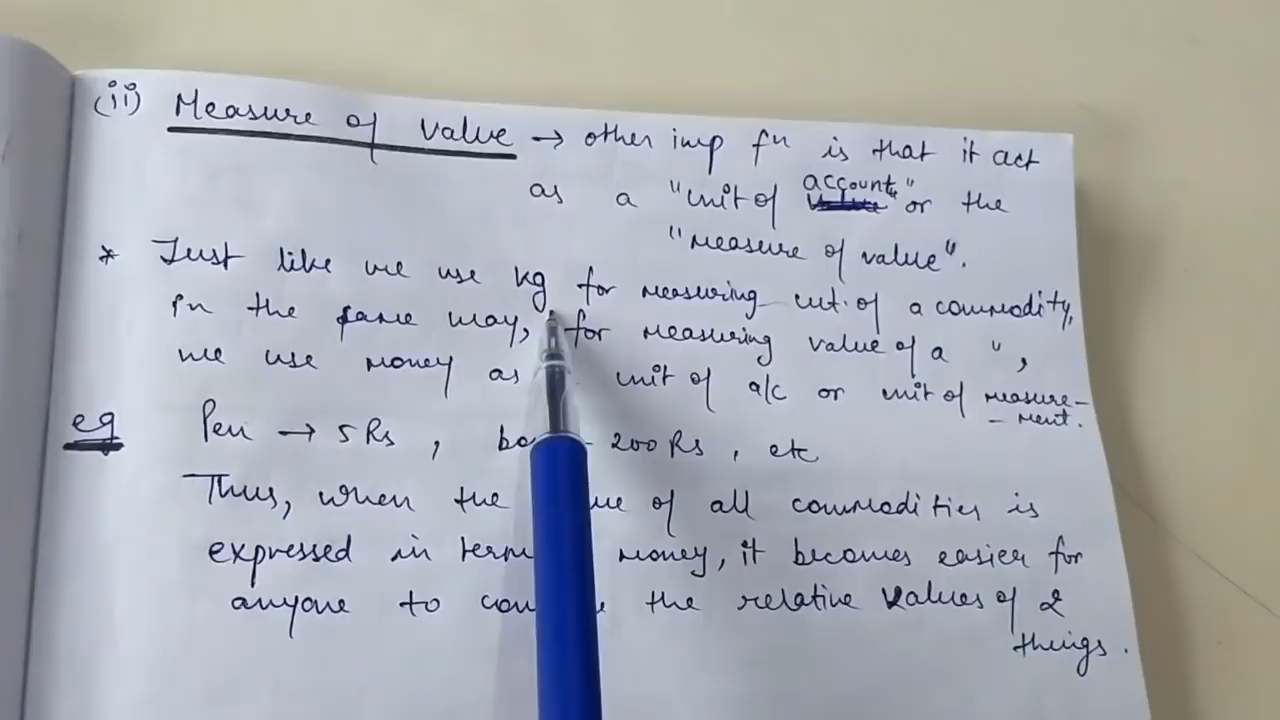 (ii) Measure of value → other imp fn is that it act
as a "unit of account" or the
"measure of value".
* Just like we use kg for measuring wt. of a commodity,
In the same way, for measuring value of a ",
we use money as unit of a/c or unit of measure-
- ment.
eg Pen → 5 Rs, 200 Rs, etc
Thus, when the of all commodities is
expressed in money, it becomes easier for
anyone to the relative values of 2
things.